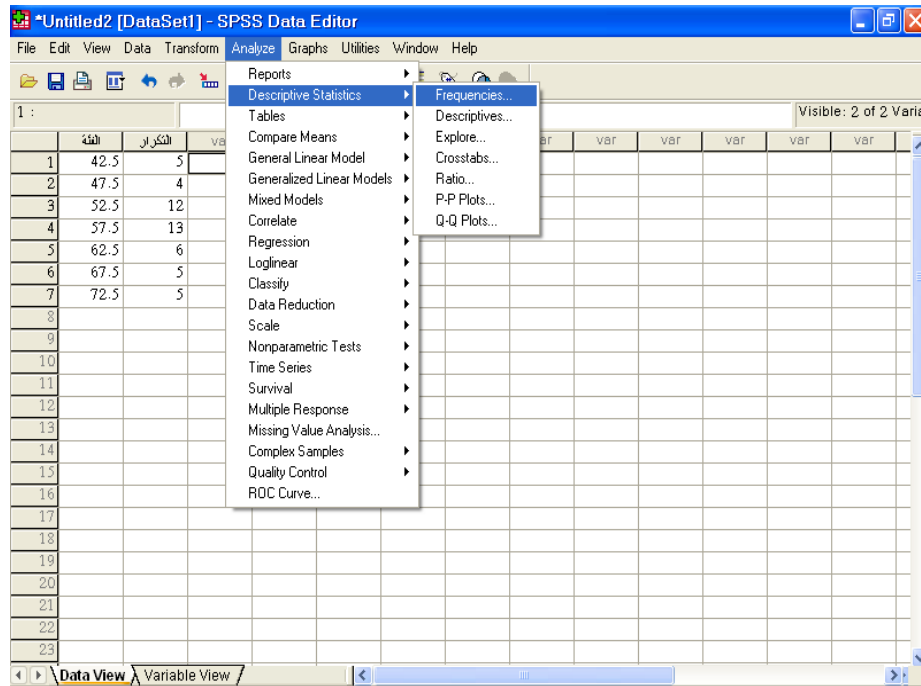 *Untitled2 [DataSet1] - SPSS Data Editor
File Edit View Data Transform Analyze Graphs Utilities Window Help
1 :
Visible: 2 of 2 Varia
الفئة التكرار va ar var var var var var
1 42.5 5
2 47.5 4
3 52.5 12
4 57.5 13
5 62.5 6
6 67.5 5
7 72.5 5
8
9
10
11
12
13
14
15
16
17
18
19
20
21
22
23
Reports
Descriptive Statistics
Tables
Compare Means
General Linear Model
Generalized Linear Models
Mixed Models
Correlate
Regression
Loglinear
Classify
Data Reduction
Scale
Nonparametric Tests
Time Series
Survival
Multiple Response
Missing Value Analysis...
Complex Samples
Quality Control
ROC Curve...
Frequencies...
Descriptives...
Explore...
Crosstabs...
Ratio...
P-P Plots...
Q-Q Plots...
Data View Variable View